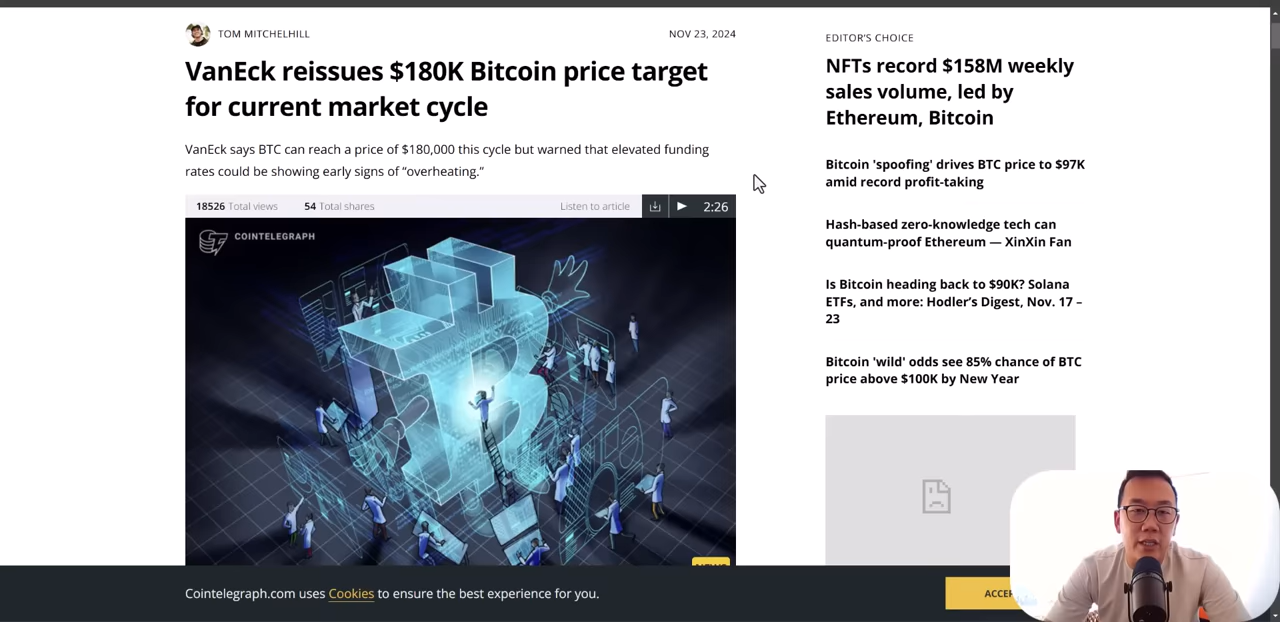 TOM MITCHELHILL
NOV 23, 2024
VanEck reissues $180K Bitcoin price target
for current market cycle
VanEck says BTC can reach a price of $180,000 this cycle but warned that elevated funding
rates could be showing early signs of “overheating.”
18526 Total views 54 Total shares Listen to article 2:26
COINTELEGRAPH
EDITOR'S CHOICE
NFTs record $158M weekly
sales volume, led by
Ethereum, Bitcoin
Bitcoin 'spoofing' drives BTC price to $97K
amid record profit-taking
Hash-based zero-knowledge tech can
quantum-proof Ethereum — XinXin Fan
Is Bitcoin heading back to $90K? Solana
ETFs, and more: Hodler’s Digest, Nov. 17 –
23
Bitcoin 'wild' odds see 85% chance of BTC
price above $100K by New Year
Cointelegraph.com uses Cookies to ensure the best experience for you.